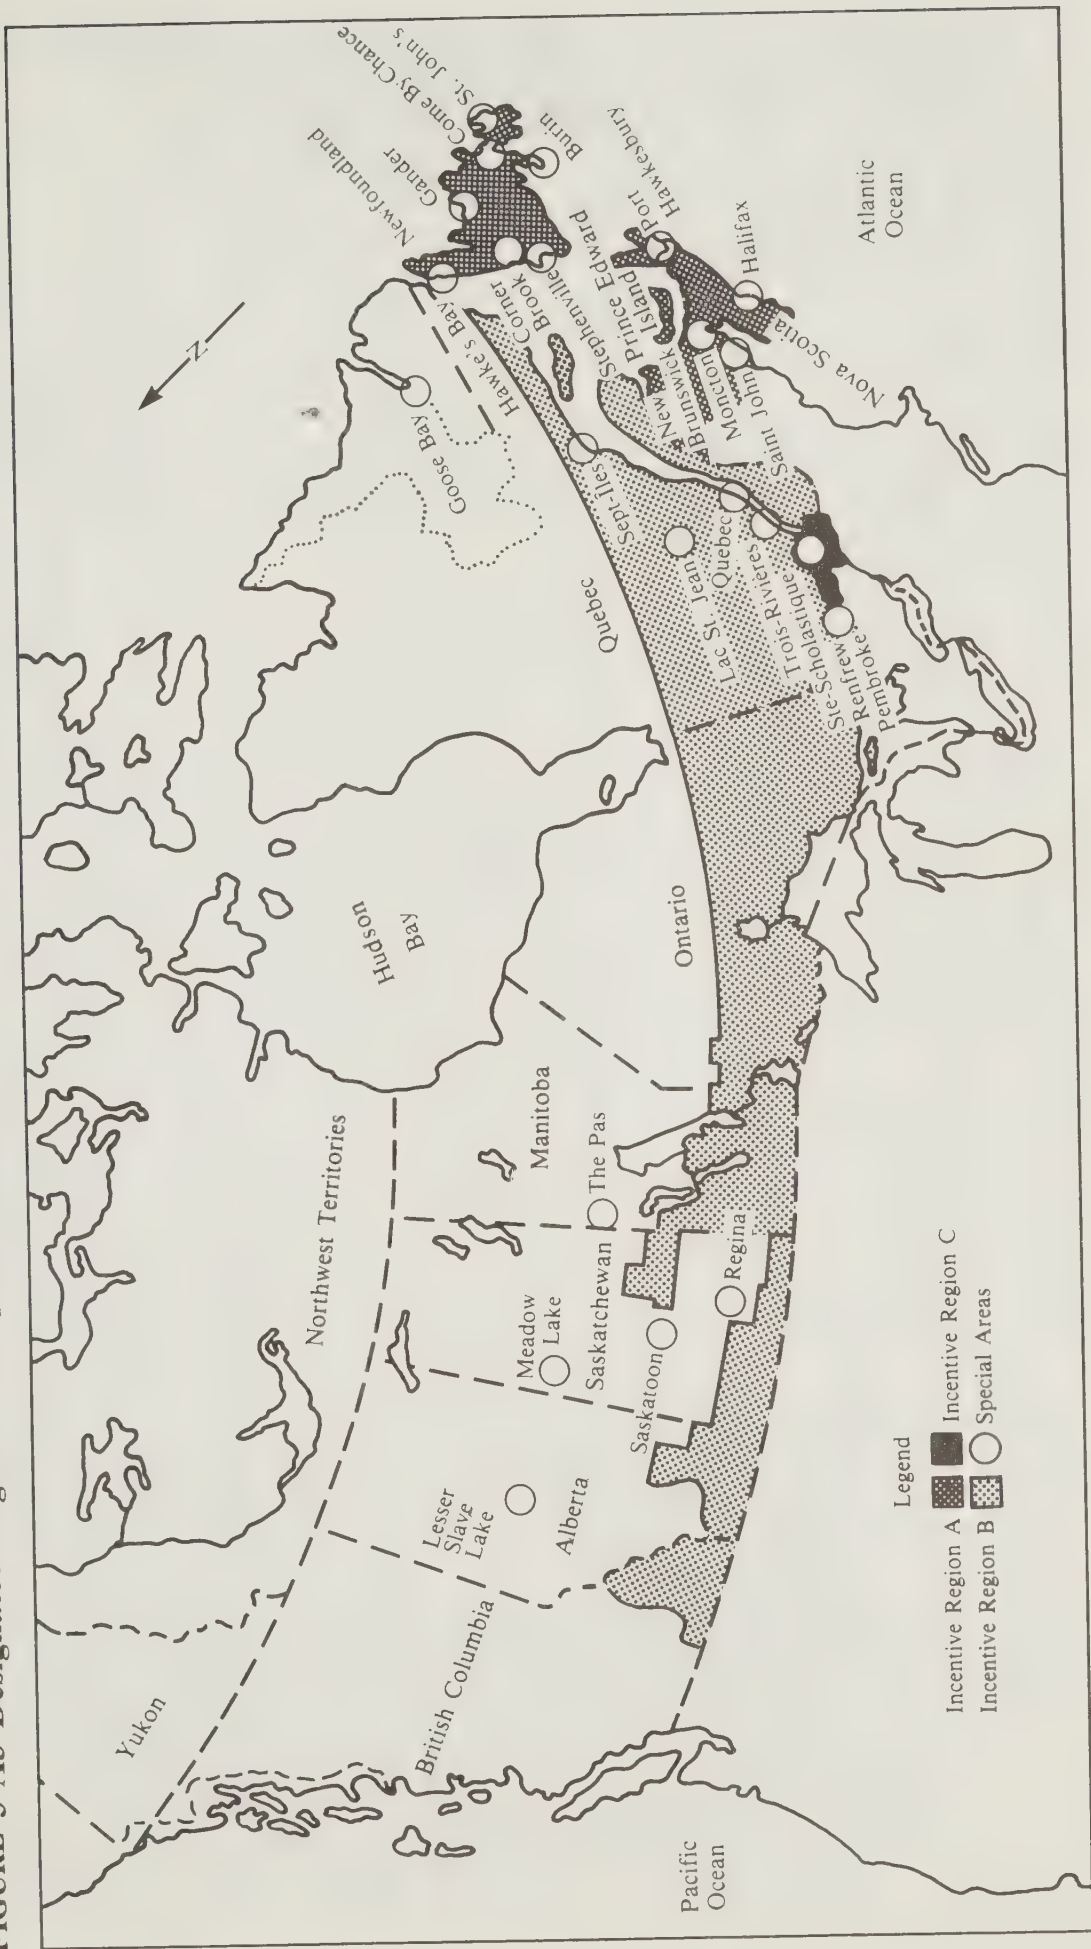 Yukon
Northwest Territories
Hudson
Bay
British Columbia
Lesser
Slave
Lake
Alberta
Meadow
Lake
Saskatchewan
Saskatoon
Regina
Manitoba
The Pas
Ontario
Quebec
Goose Bay
Hawke's Bay
Corner
Brook
Stephenville
Newfoundland
Gander
Come By Chance
St. John's
Burin
Prince Edward
Island
Port
Hawkesbury
Halifax
Nova Scotia
New
Brunswick
Moncton
Saint John
Sept-Iles
Lac St. Jean
Quebec
Trois-Rivieres
Ste-Scholastique
Renfrew
Pembroke
N
Atlantic
Ocean
Pacific
Ocean
Legend
Incentive Region A
Incentive Region C
Incentive Region B
Special Areas